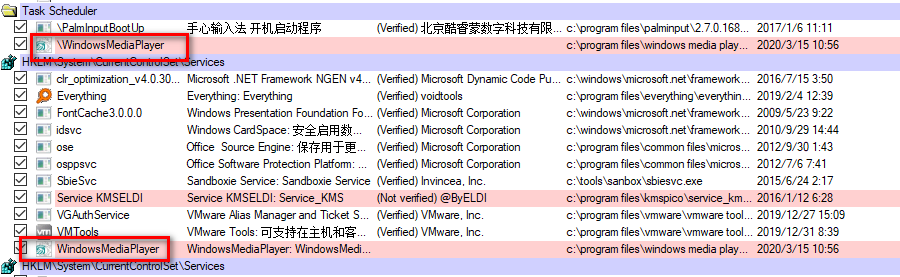 Task Scheduler
\PalmInputBootUp 手心输入法 开机启动程序 (Verified) 北京酷睿蒙数字科技有限... c:\program files\palminput\2.7.0.168... 2017/1/6 11:11
\WindowsMediaPlayer c:\program files\windows media play... 2020/3/15 10:56
HKLM\System\CurrentControlSet\Services
clr_optimization_v4.0.30... Microsoft .NET Framework NGEN v4... (Verified) Microsoft Dynamic Code Pu... c:\windows\microsoft.net\framework... 2016/7/15 3:50
Everything Everything: Everything (Verified) voidtools c:\program files\everything\everythin... 2019/2/4 12:39
FontCache3.0.0.0 Windows Presentation Foundation Fo... (Verified) Microsoft Corporation c:\windows\microsoft.net\framework... 2009/5/23 9:22
idsvc Windows CardSpace: 安全启用数... (Verified) Microsoft Corporation c:\windows\microsoft.net\framework... 2010/9/29 14:44
ose Office  Source Engine: 保存用于更... (Verified) Microsoft Corporation c:\program files\common files\micros... 2012/9/30 1:43
osppsvc Office Software Protection Platform: ... (Verified) Microsoft Corporation c:\program files\common files\micros... 2012/7/6 7:41
SbieSvc Sandboxie Service: Sandboxie Service (Verified) Invincea, Inc. c:\tools\sanbox\sbiesvc.exe 2015/6/24 2:17
Service KMSELDI Service KMSELDI: Service_KMS (Not verified) @ByELDI c:\program files\kmspico\service_km... 2016/1/12 6:28
VGAuthService VMware Alias Manager and Ticket S... (Verified) VMware, Inc. c:\program files\vmware\vmware tool... 2019/12/27 15:09
VMTools VMware Tools: 可支持在主机和客... (Verified) VMware, Inc. c:\program files\vmware\vmware tool... 2019/12/31 8:39
WindowsMediaPlayer WindowsMediaPlayer: WindowsMedi... c:\program files\windows media play... 2020/3/15 10:56
HKLM\System\CurrentControlSet\Services